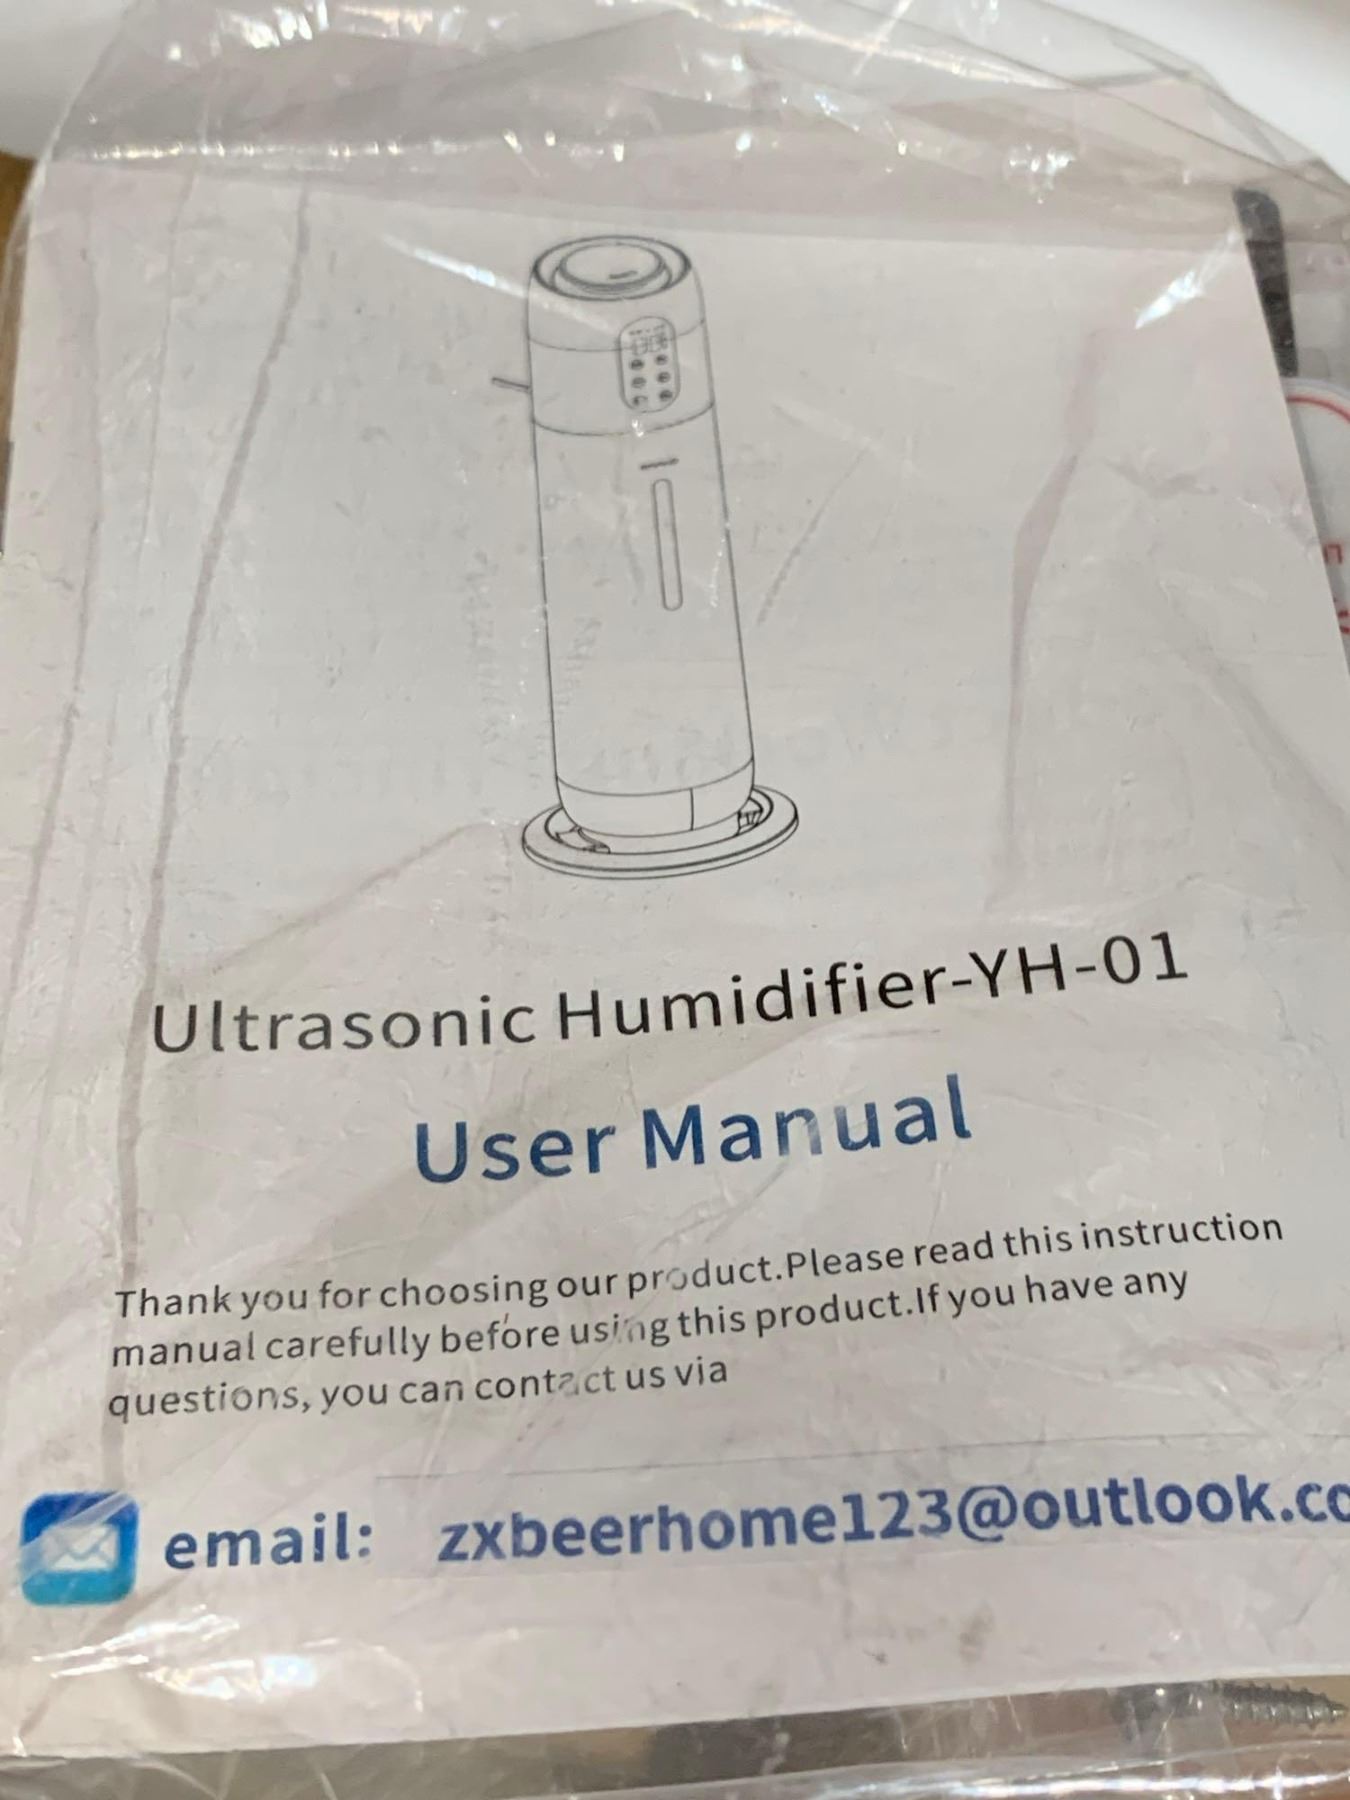 Ultrasonic Humidifier-YH-01
User Manual
Thank you for choosing our product.Please read this instruction
manual carefully before using this product.If you have any
questions, you can contact us via
email: zxbeerhome123@outlook.co